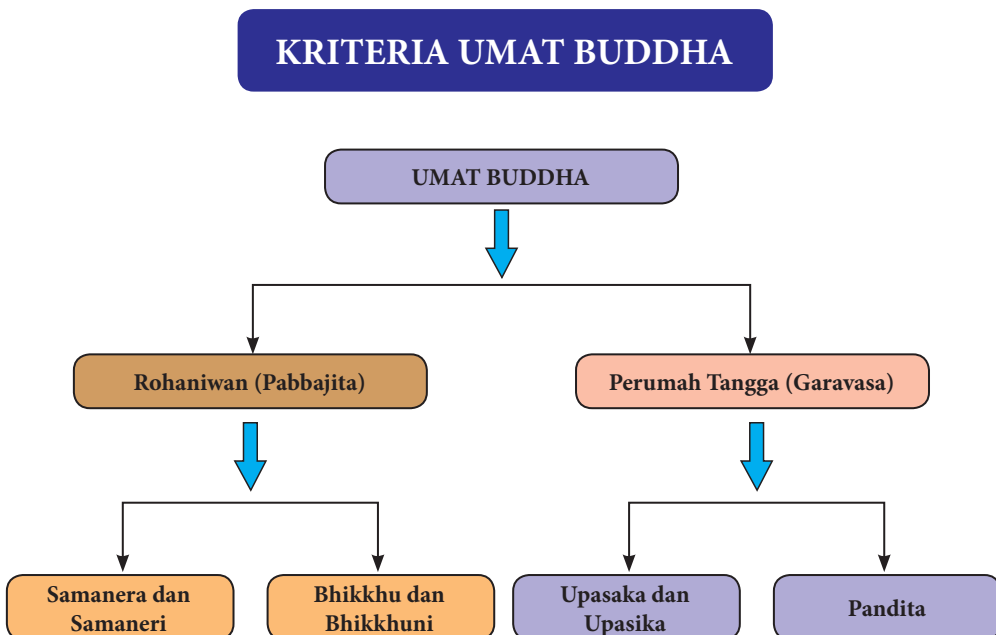 KRITERIA UMAT BUDDHA
UMAT BUDDHA
Rohaniwan (Pabbajita)
Perumah Tangga (Garavasa)
Samanera dan
Samaneri
Bhikkhu dan
Bhikkhuni
Upasaka dan
Upasika
Pandita